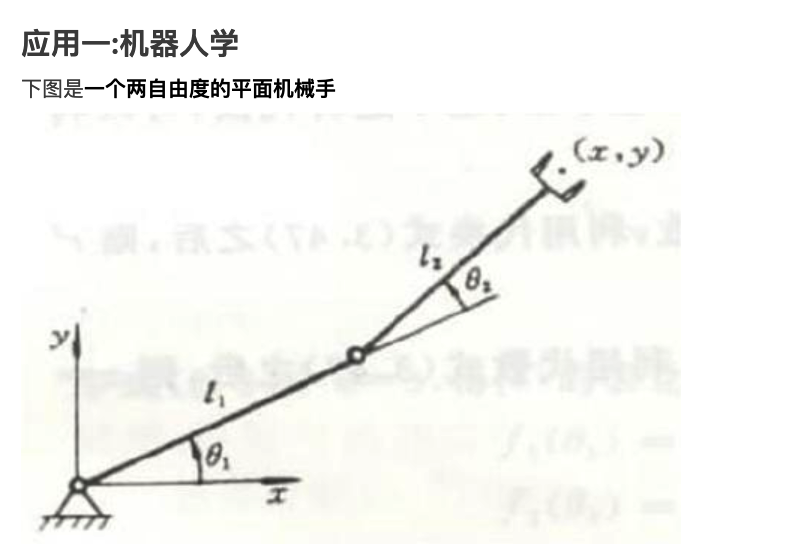 应用一:机器人学
下图是一个两自由度的平面机械手
(x,y)
l₂
θ₂
y
l₁
θ₁
x